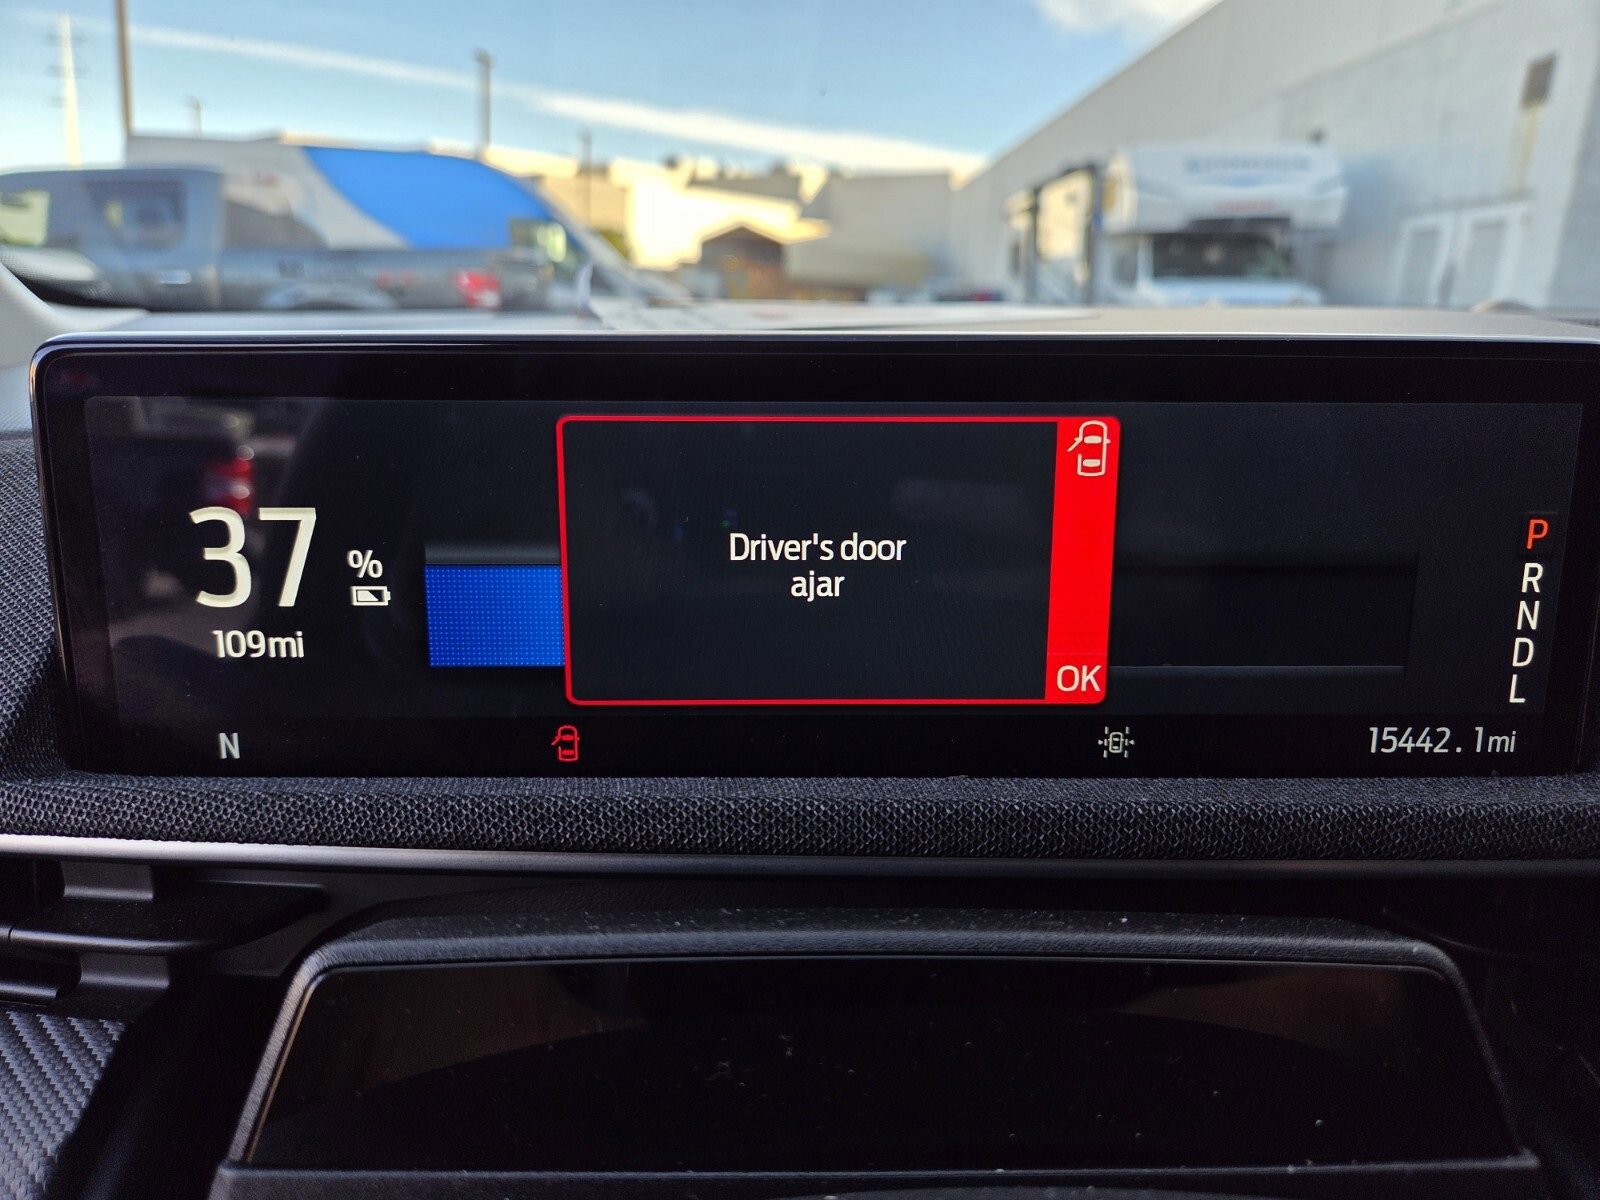 37 %
109mi
Driver's door
ajar
OK
P
R
N
D
L
N
15442.1mi